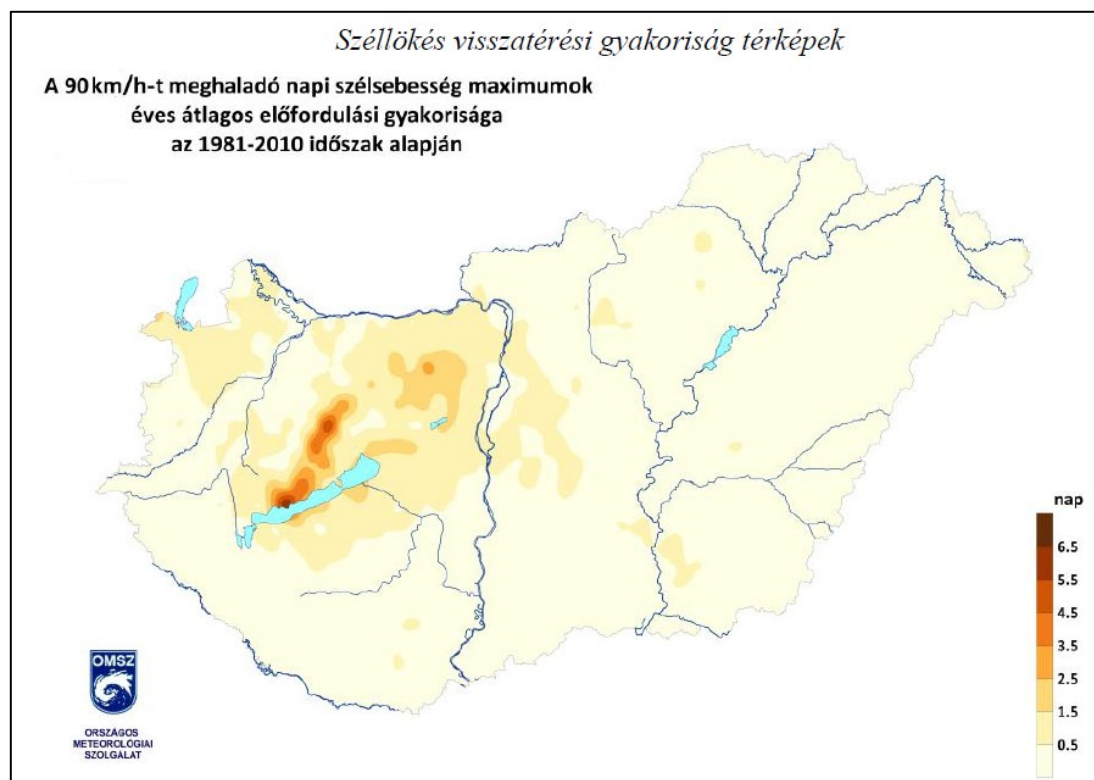 Széllökés visszatérési gyakoriság térképek
A 90 km/h-t meghaladó napi szélsebesség maximumok
éves átlagos előfordulási gyakorisága
az 1981-2010 időszak alapján
nap
6.5
5.5
4.5
3.5
2.5
1.5
0.5
OMSZ
ORSZÁGOS
METEOROLÓGIAI
SZOLGÁLAT